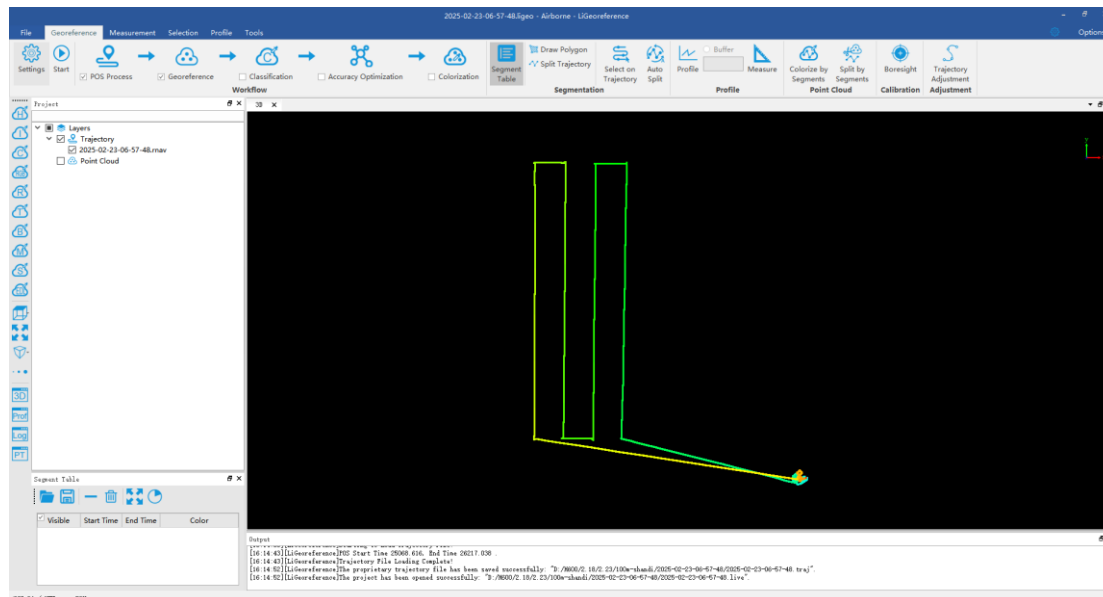 2025-02-23-06-57-48.ligeo - Airborne - LiGeoreference
File Georeference Measurement Selection Profile Tools Option
Settings Start POS Process Georeference Classification Accuracy Optimization Colorization
Workflow
Segment Table Draw Polygon Split Trajectory Select on Trajectory Auto Split
Segmentation
Profile Buffer Measure
Profile
Colorize by Segments Split by Segments
Point Cloud
Boresight
Calibration
Trajectory Adjustment
Adjustment
Project
3D
Layers
Trajectory
2025-02-23-06-57-48.rnav
Point Cloud
3D
Prof
Log
PT
Segment Table
Visible Start Time End Time Color
Output
[16:14:43][LiGeoreference]POS Start Time 25068.616, End Time 26217.038 .
[16:14:43][LiGeoreference]Trajectory File Loading Complete!
[16:14:52][LiGeoreference]The proprietary trajectory file has been saved successfully: "D:/M600/2.18/2.23/100m-shandi/2025-02-23-06-57-48/2025-02-23-06-57-48.traj".
[16:14:52][LiGeoreference]The project has been opened successfully: "D:/M600/2.18/2.23/100m-shandi/2025-02-23-06-57-48/2025-02-23-06-57-48.live".